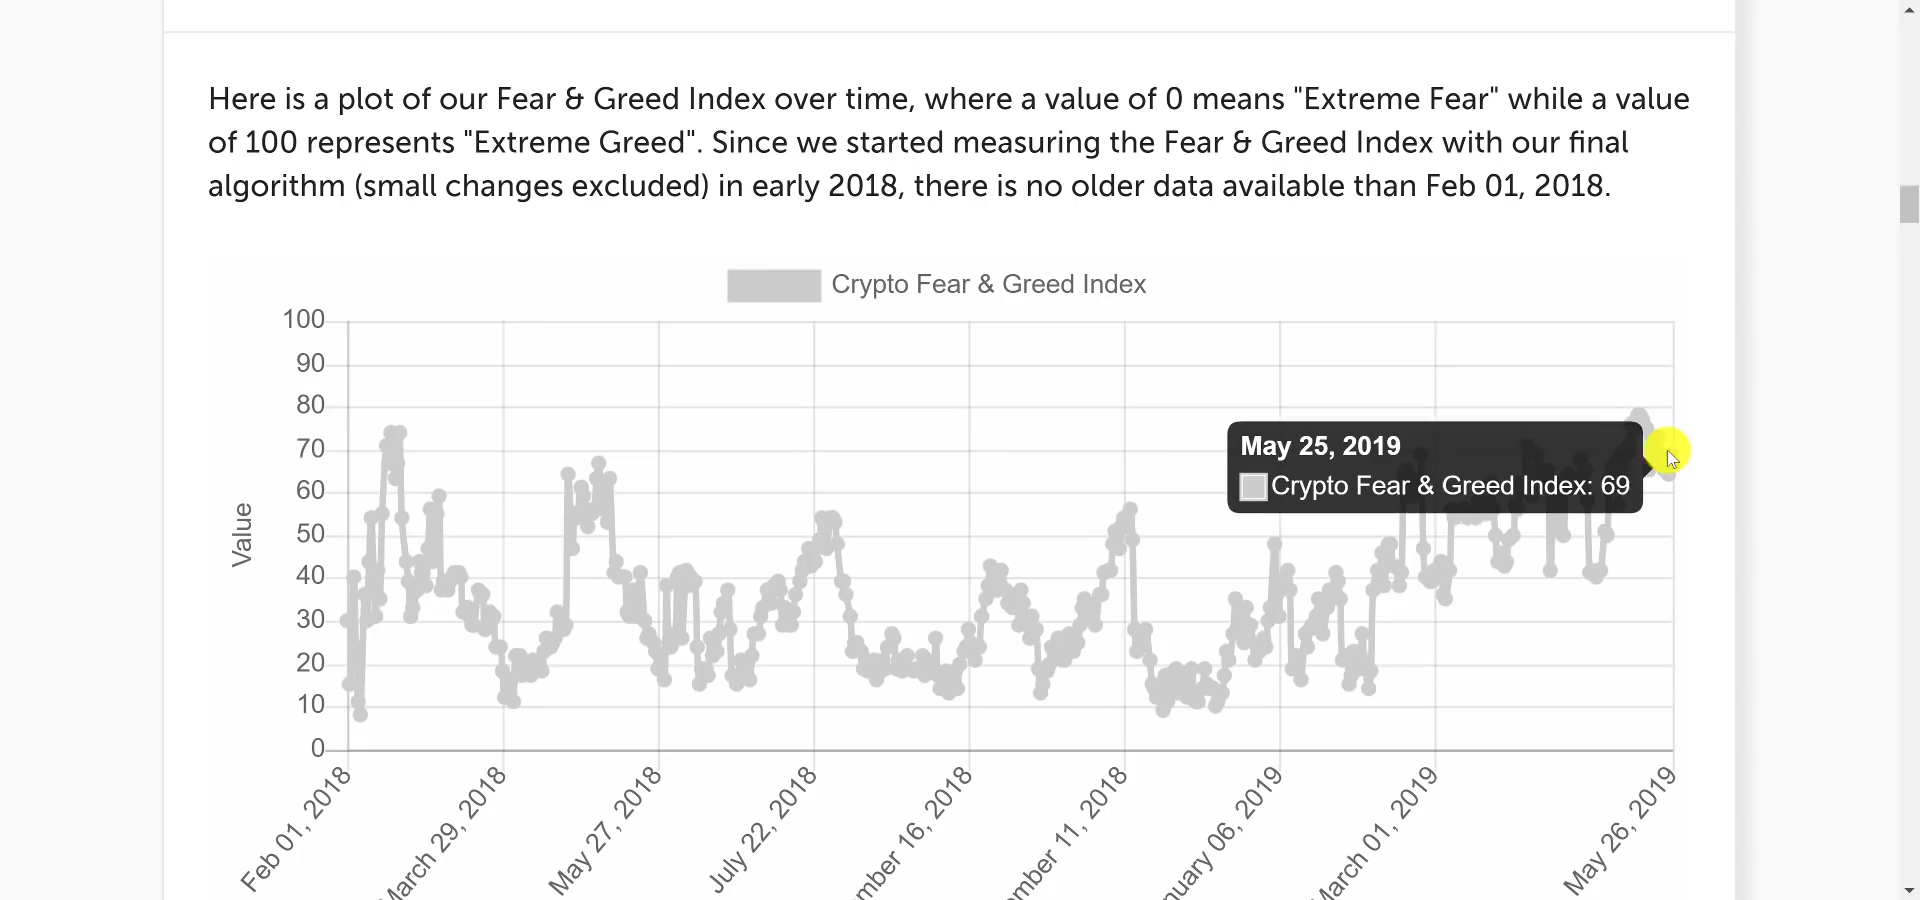 Here is a plot of our Fear & Greed Index over time, where a value of 0 means "Extreme Fear" while a value
of 100 represents "Extreme Greed". Since we started measuring the Fear & Greed Index with our final
algorithm (small changes excluded) in early 2018, there is no older data available than Feb 01, 2018.
Crypto Fear & Greed Index
100
90
80
70
60
50
40
30
20
10
0
Value
May 25, 2019
Crypto Fear & Greed Index: 69
Feb 01, 2018
March 29, 2018
May 27, 2018
July 22, 2018
mber 16, 2018
mber 11, 2018
nuary 06, 2019
March 01, 2019
May 26, 2019